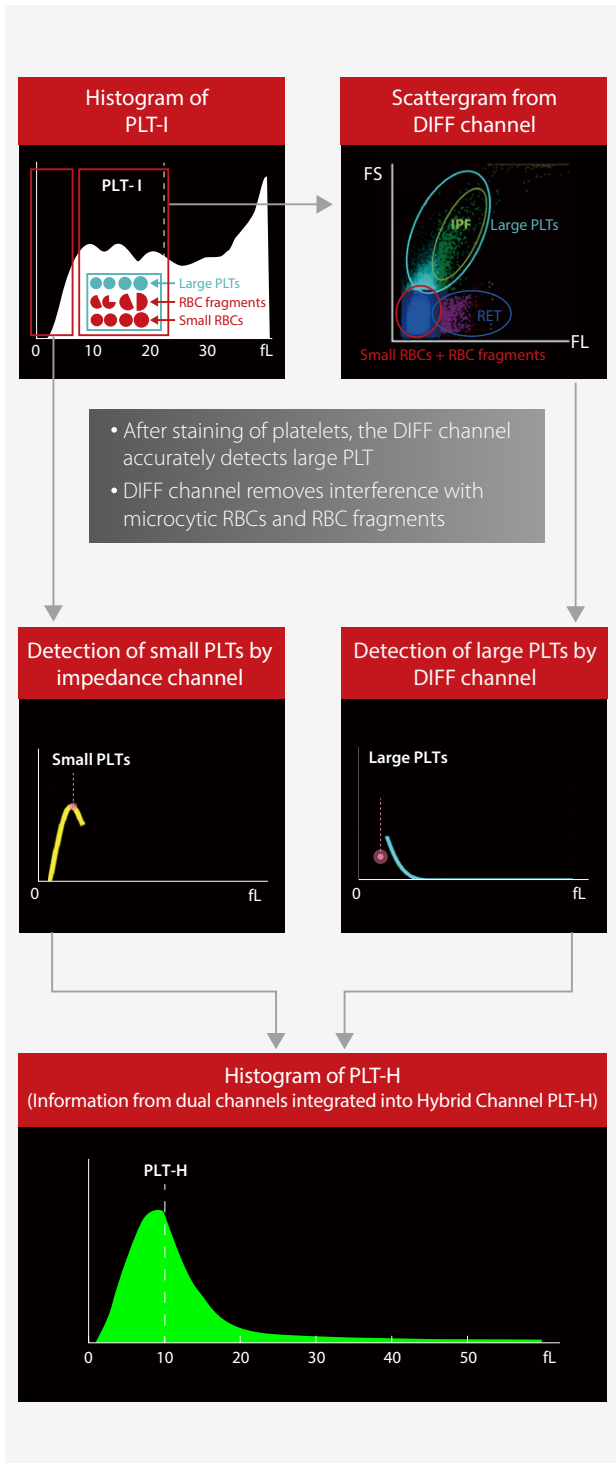 Histogram of
PLT-I
PLT- I
Large PLTs
RBC fragments
Small RBCs
0 10 20 30 fL
Scattergram from
DIFF channel
FS
IPF
Large PLTs
RET
FL
Small RBCs + RBC fragments
• After staining of platelets, the DIFF channel
accurately detects large PLT
• DIFF channel removes interference with
microcytic RBCs and RBC fragments
Detection of small PLTs by
impedance channel
Small PLTs
0 fL
Detection of large PLTs by
DIFF channel
Large PLTs
0 fL
Histogram of PLT-H
(Information from dual channels integrated into Hybrid Channel PLT-H)
PLT-H
0 10 20 30 40 50 fL